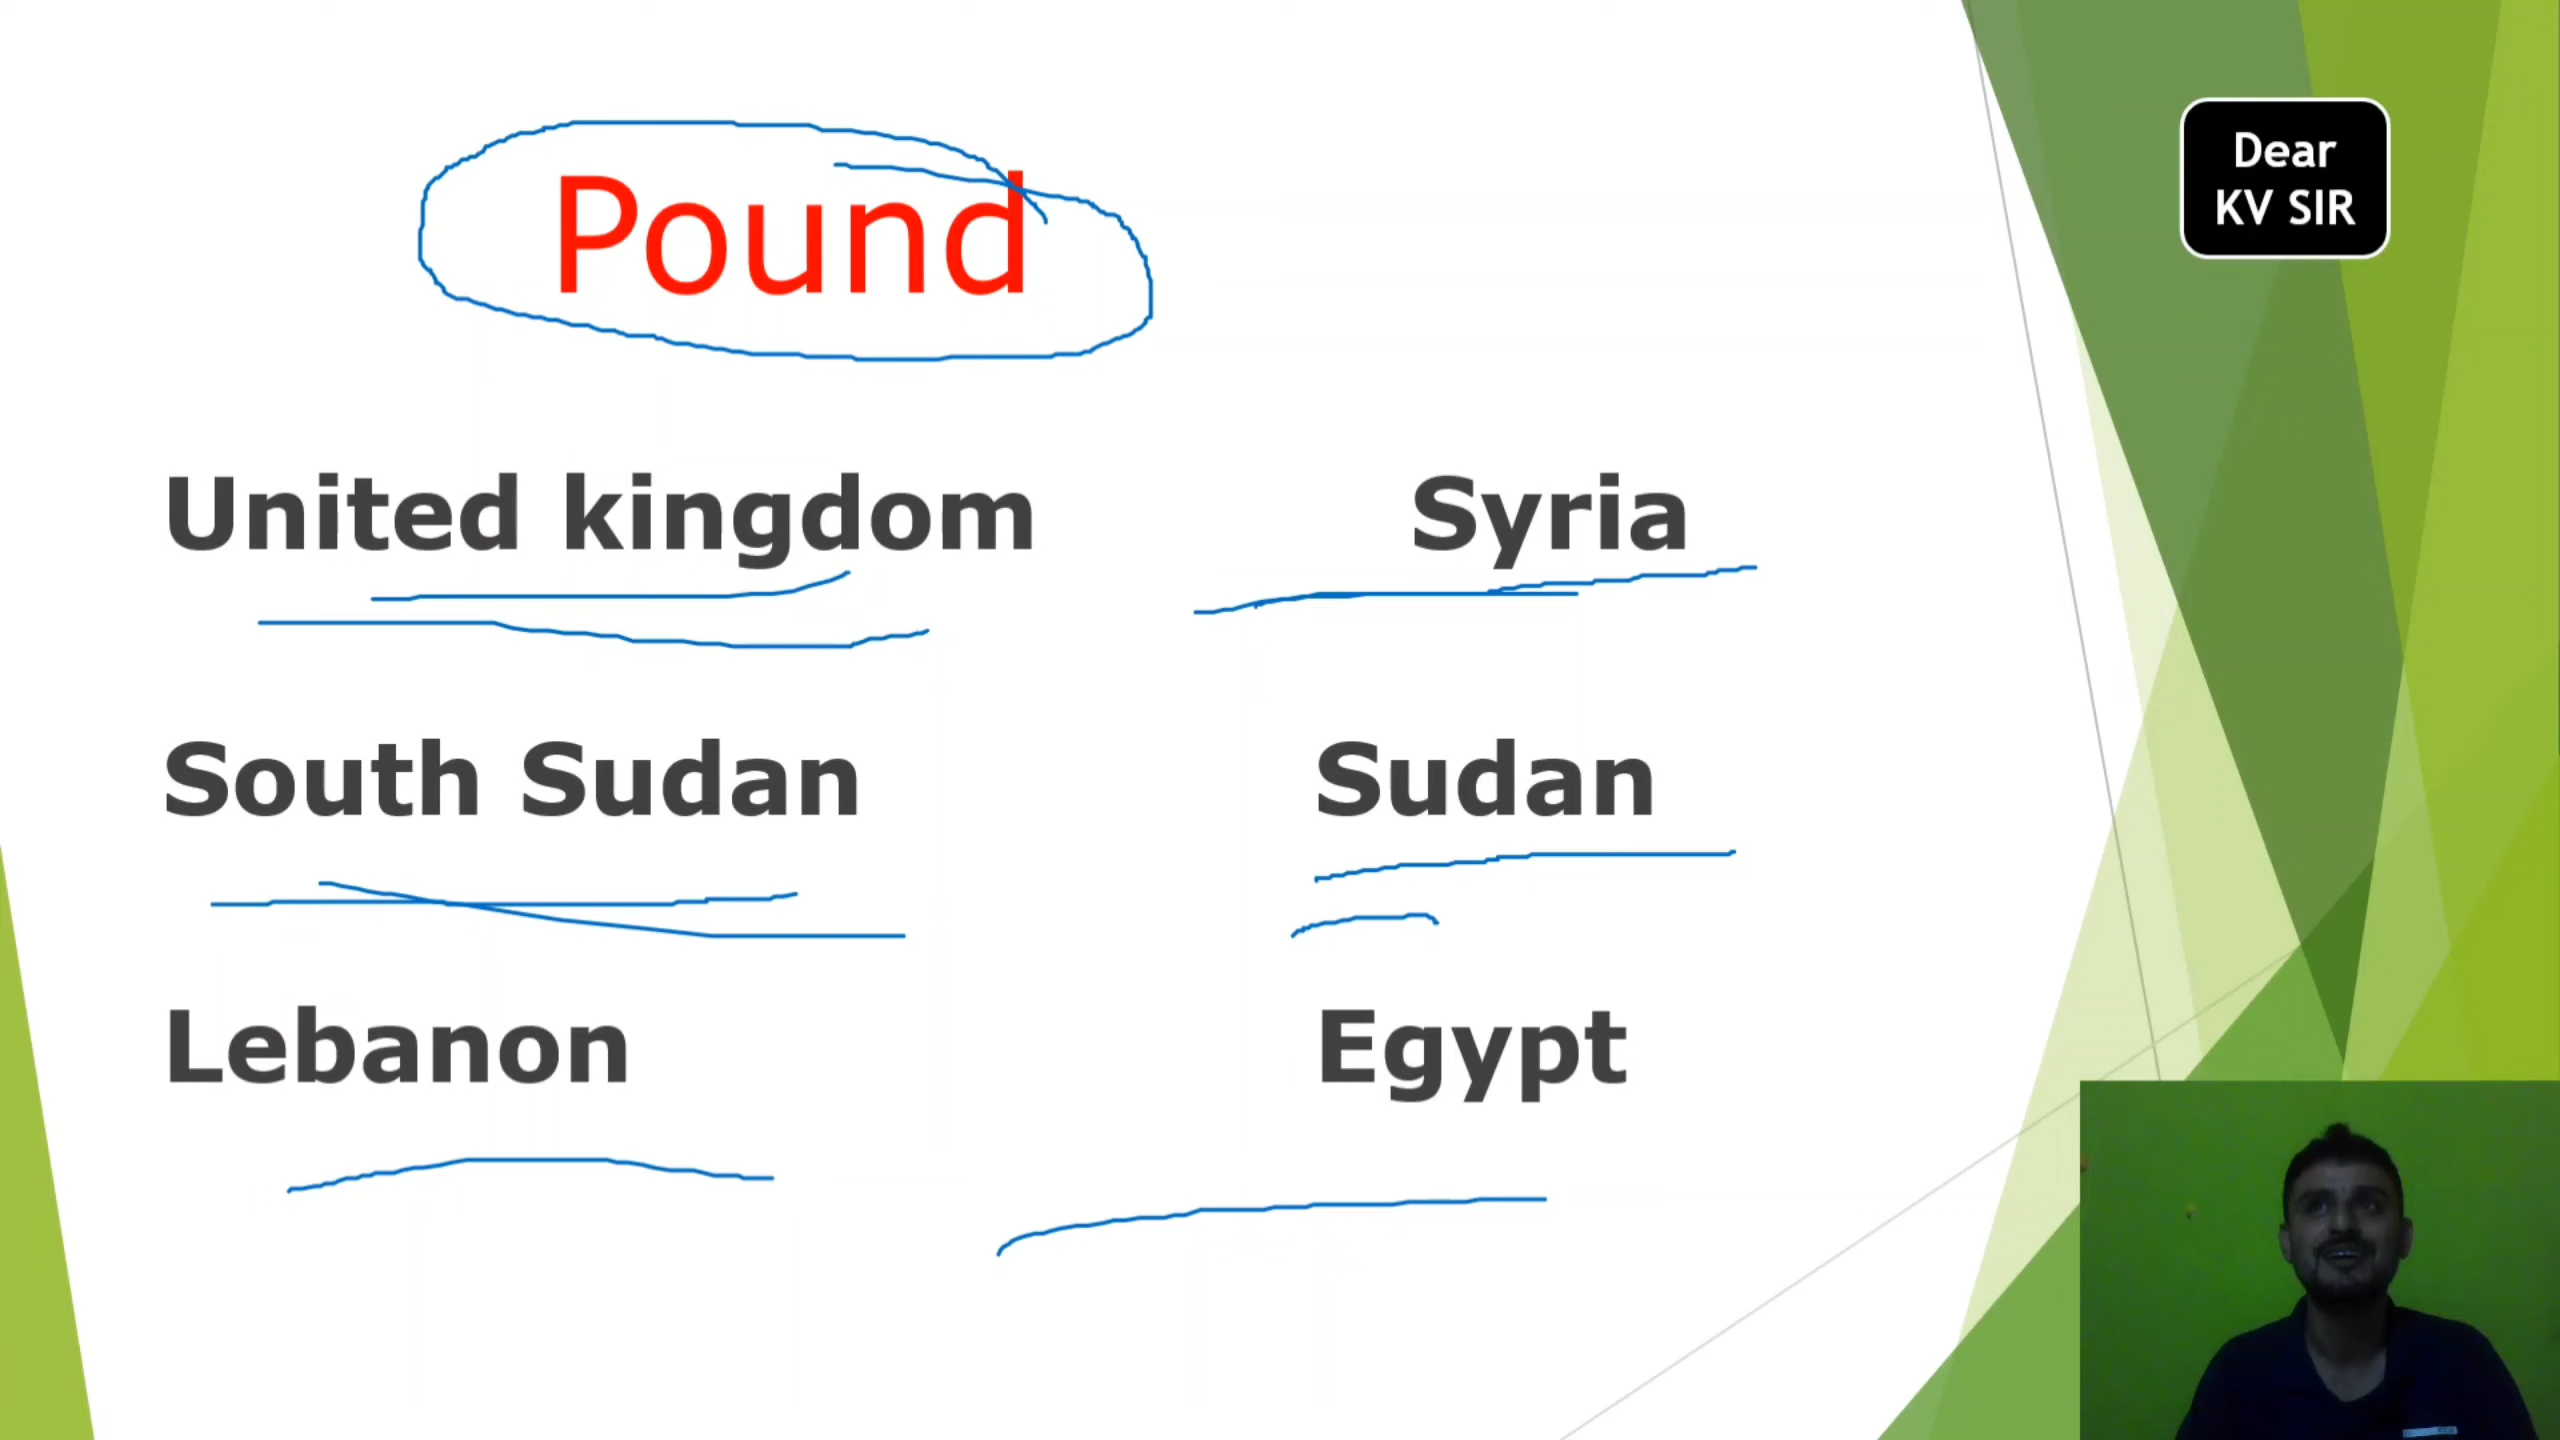 Pound
Dear
KV SIR
United kingdom
Syria
South Sudan
Sudan
Lebanon
Egypt